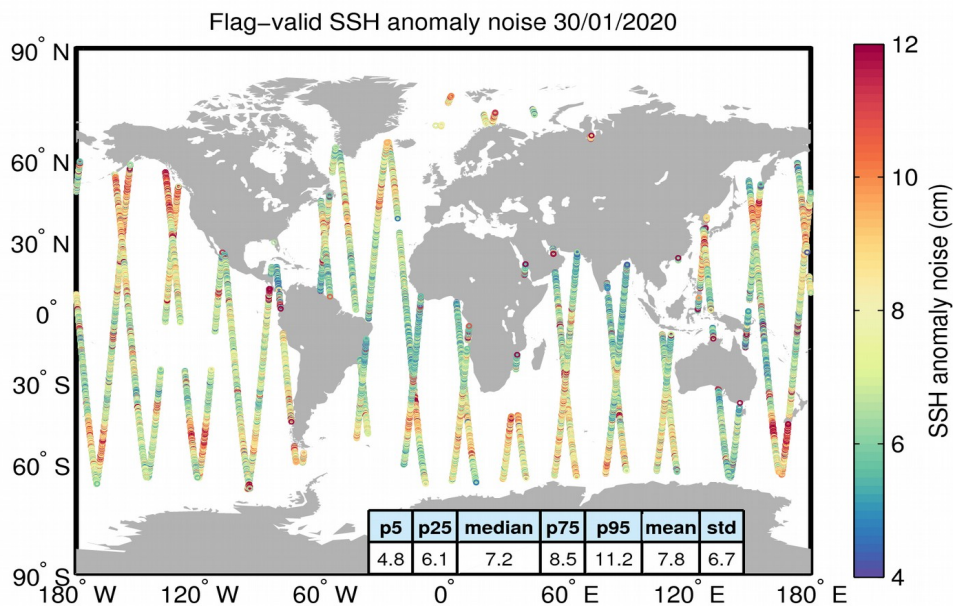 Flag−valid SSH anomaly noise 30/01/2020
90° N
60° N
30° N
0°
30° S
60° S
90° S
180° W
120° W
60° W
0°
60° E
120° E
180° E
p5 p25 median p75 p95 mean std
4.8 6.1 7.2 8.5 11.2 7.8 6.7
12
10
8
6
4
SSH anomaly noise (cm)